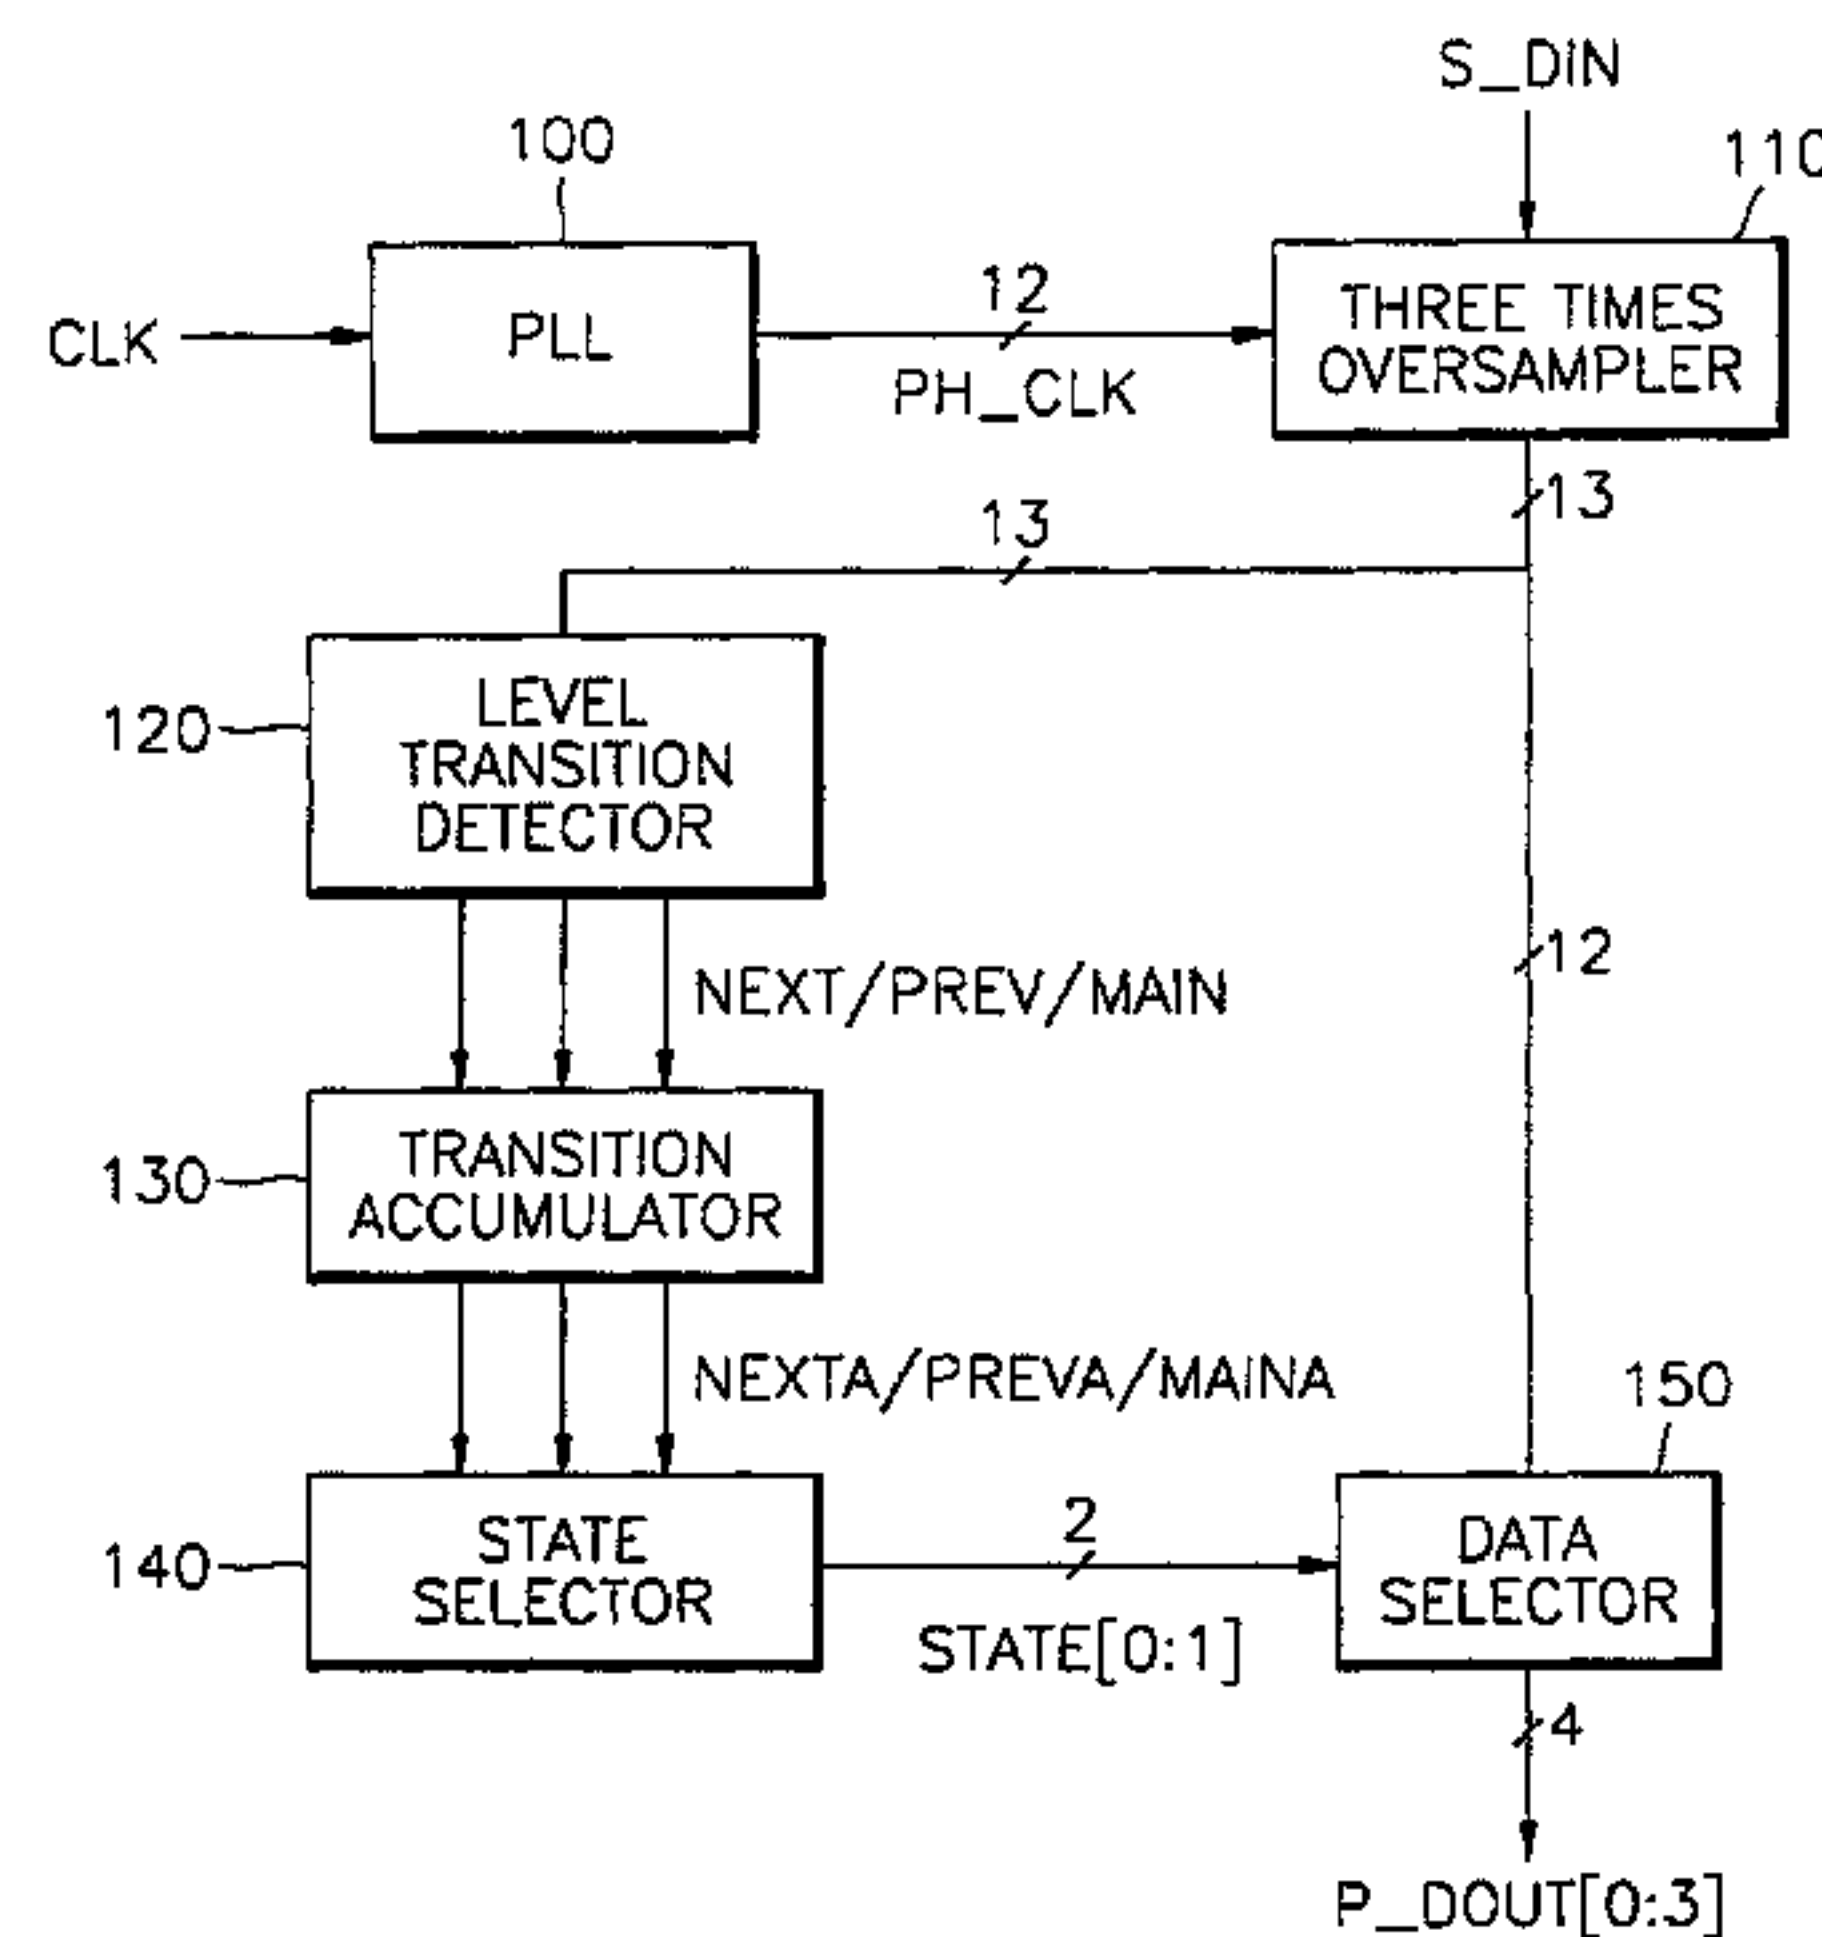 S_DIN
100
110
PLL
CLK
12
PH_CLK
THREE TIMES
OVERSAMPLER
13
13
120
LEVEL
TRANSITION
DETECTOR
12
NEXT/PREV/MAIN
130
TRANSITION
ACCUMULATOR
NEXTA/PREVA/MAINA
150
140
STATE
SELECTOR
2
STATE[0:1]
DATA
SELECTOR
4
P_DOUT[0:3]